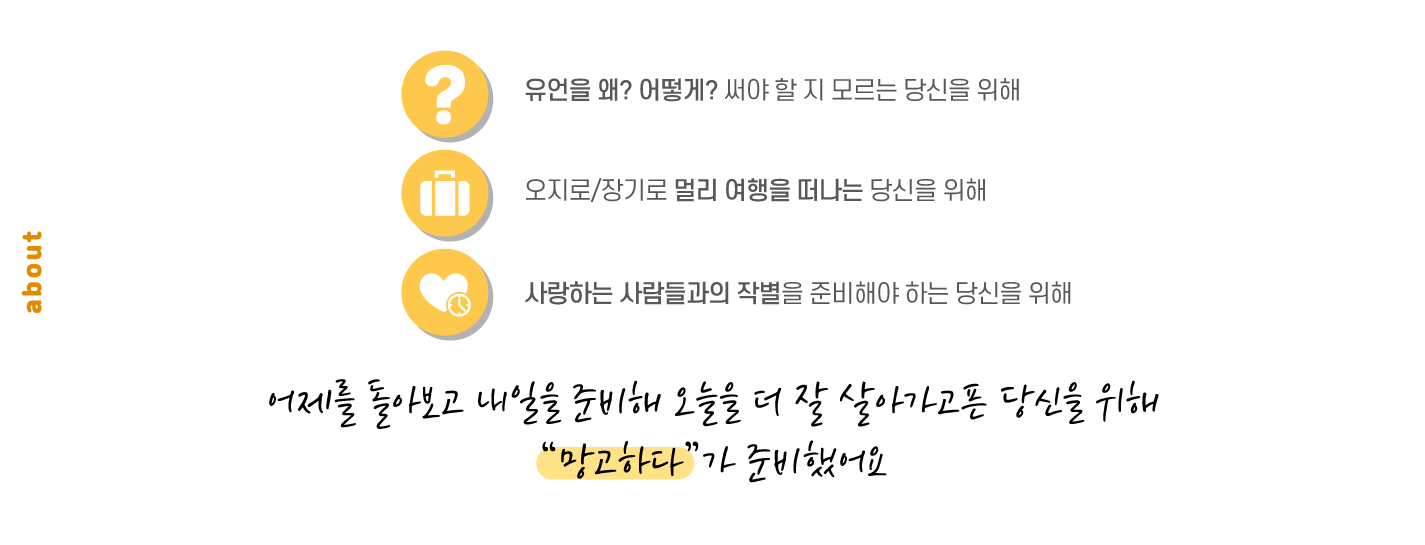 about
?
유언을 왜? 어떻게? 써야 할 지 모르는 당신을 위해
오지로/장기로 멀리 여행을 떠나는 당신을 위해
사랑하는 사람들과의 작별을 준비해야 하는 당신을 위해
어제를 돌아보고 내일을 준비해 오늘을 더 잘 살아가고픈 당신을 위해
“망고하다”가 준비했어요